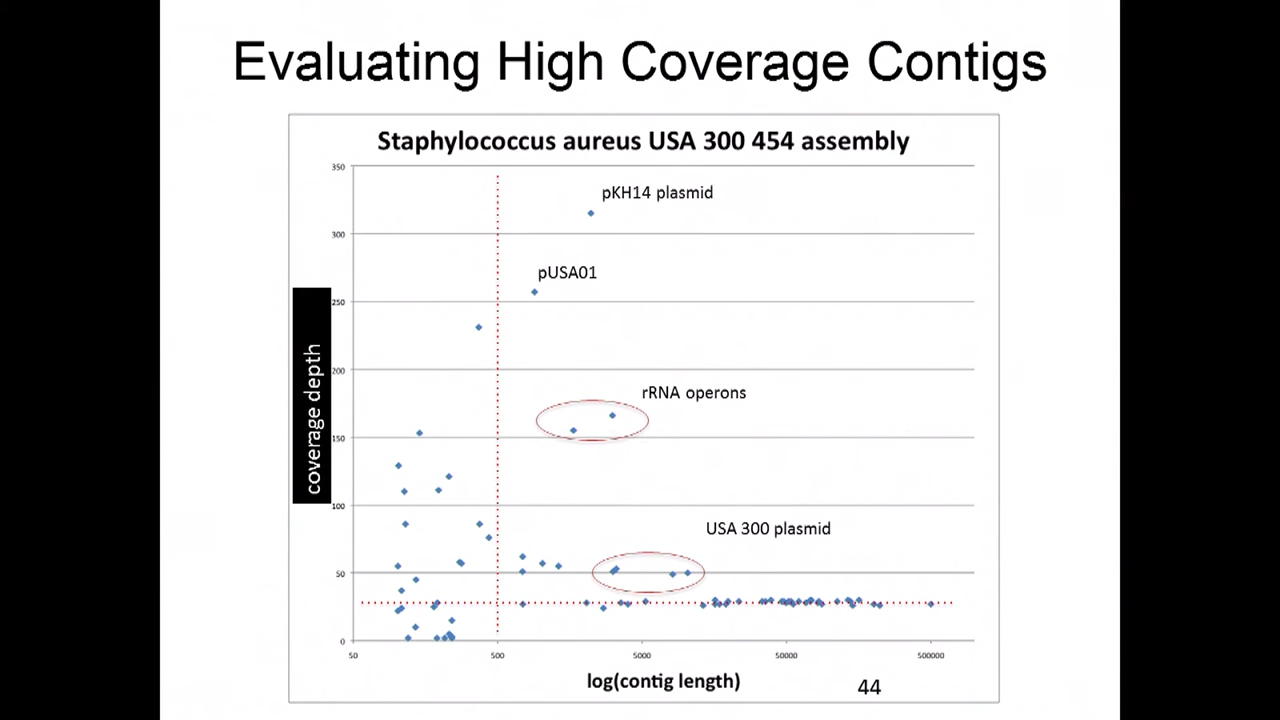 Evaluating High Coverage Contigs
Staphylococcus aureus USA 300 454 assembly
350
pKH14 plasmid
300
pUSA01
250
coverage depth
200
rRNA operons
150
100
USA 300 plasmid
50
0
50 500 5000 50000 500000
log(contig length)
44